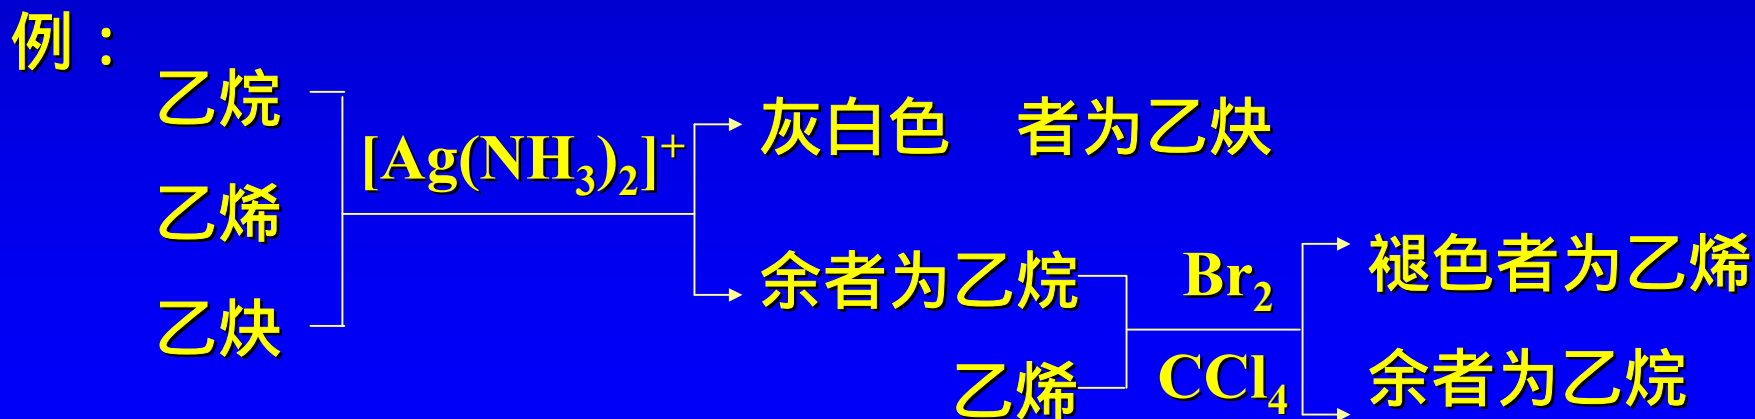 例：
乙烷
乙烯
乙炔
[Ag(NH₃)₂]⁺
灰白色 者为乙炔
余者为乙烷
乙烯
Br₂
CCl₄
褪色者为乙烯
余者为乙烷